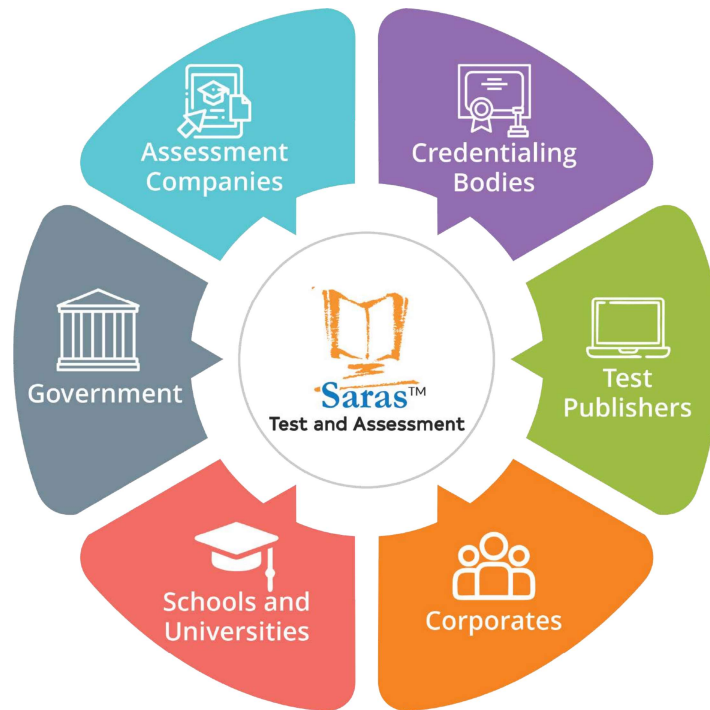 Assessment
Companies
Credentialing
Bodies
Government
Saras™
Test and Assessment
Test
Publishers
Schools and
Universities
Corporates